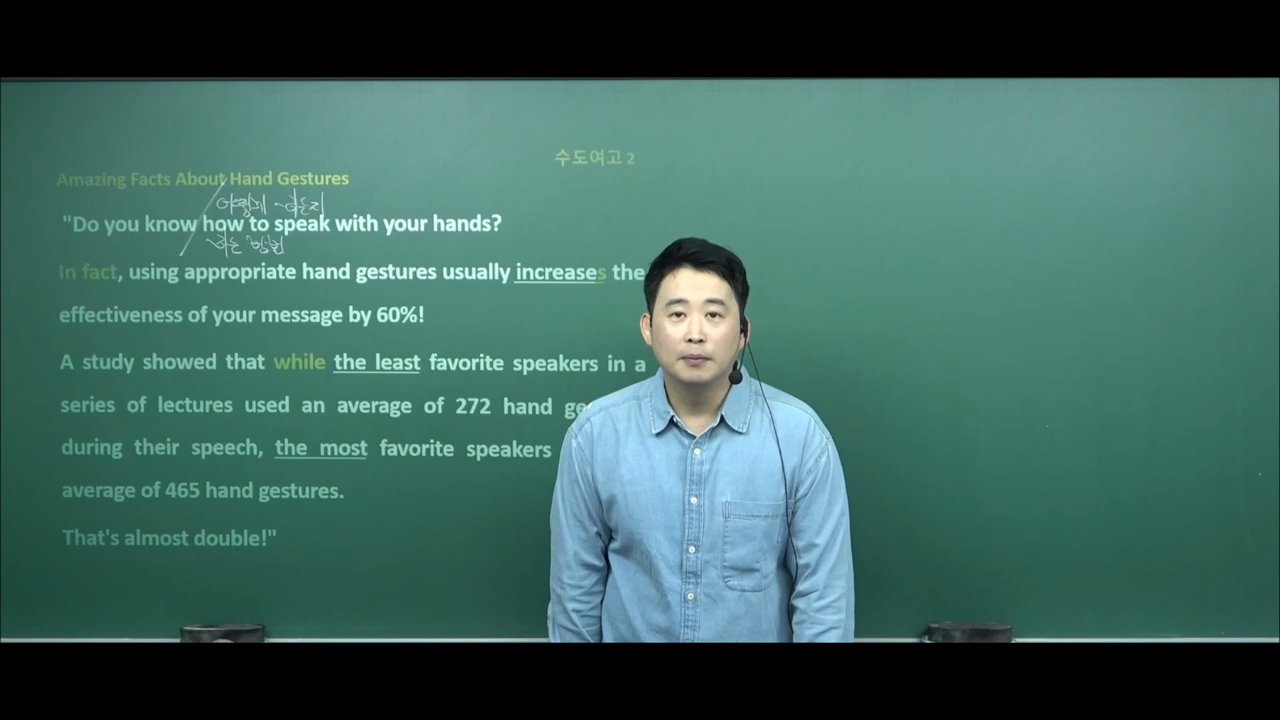 수도여고 2
Amazing Facts About Hand Gestures
어떻게 ~하는지
"Do you know how to speak with your hands?
~하는 방법
In fact, using appropriate hand gestures usually increases the
effectiveness of your message by 60%!
A study showed that while the least favorite speakers in a
series of lectures used an average of 272 hand
during their speech, the most favorite speakers
average of 465 hand gestures.
That's almost double!"